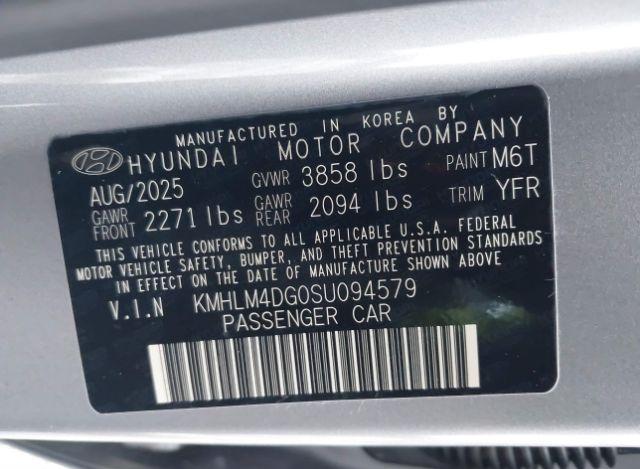 MANUFACTURED IN KOREA BY
HYUNDAI MOTOR COMPANY
AUG/2025 GVWR 3858 lbs PAINT M6T
GAWR FRONT 2271 lbs GAWR REAR 2094 lbs TRIM YFR
THIS VEHICLE CONFORMS TO ALL APPLICABLE U.S.A. FEDERAL
MOTOR VEHICLE SAFETY, BUMPER, AND THEFT PREVENTION STANDARDS
IN EFFECT ON THE DATE OF MANUFACTURE SHOWN ABOVE
V.I.N KMHLM4DG0SU094579
PASSENGER CAR